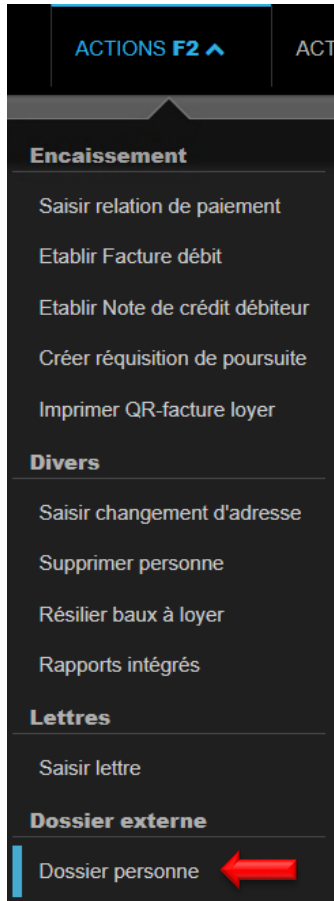 ACTIONS F2 ACT
Encaissement
Saisir relation de paiement
Etablir Facture débit
Etablir Note de crédit débiteur
Créer réquisition de poursuite
Imprimer QR-facture loyer
Divers
Saisir changement d'adresse
Supprimer personne
Résilier baux à loyer
Rapports intégrés
Lettres
Saisir lettre
Dossier externe
Dossier personne